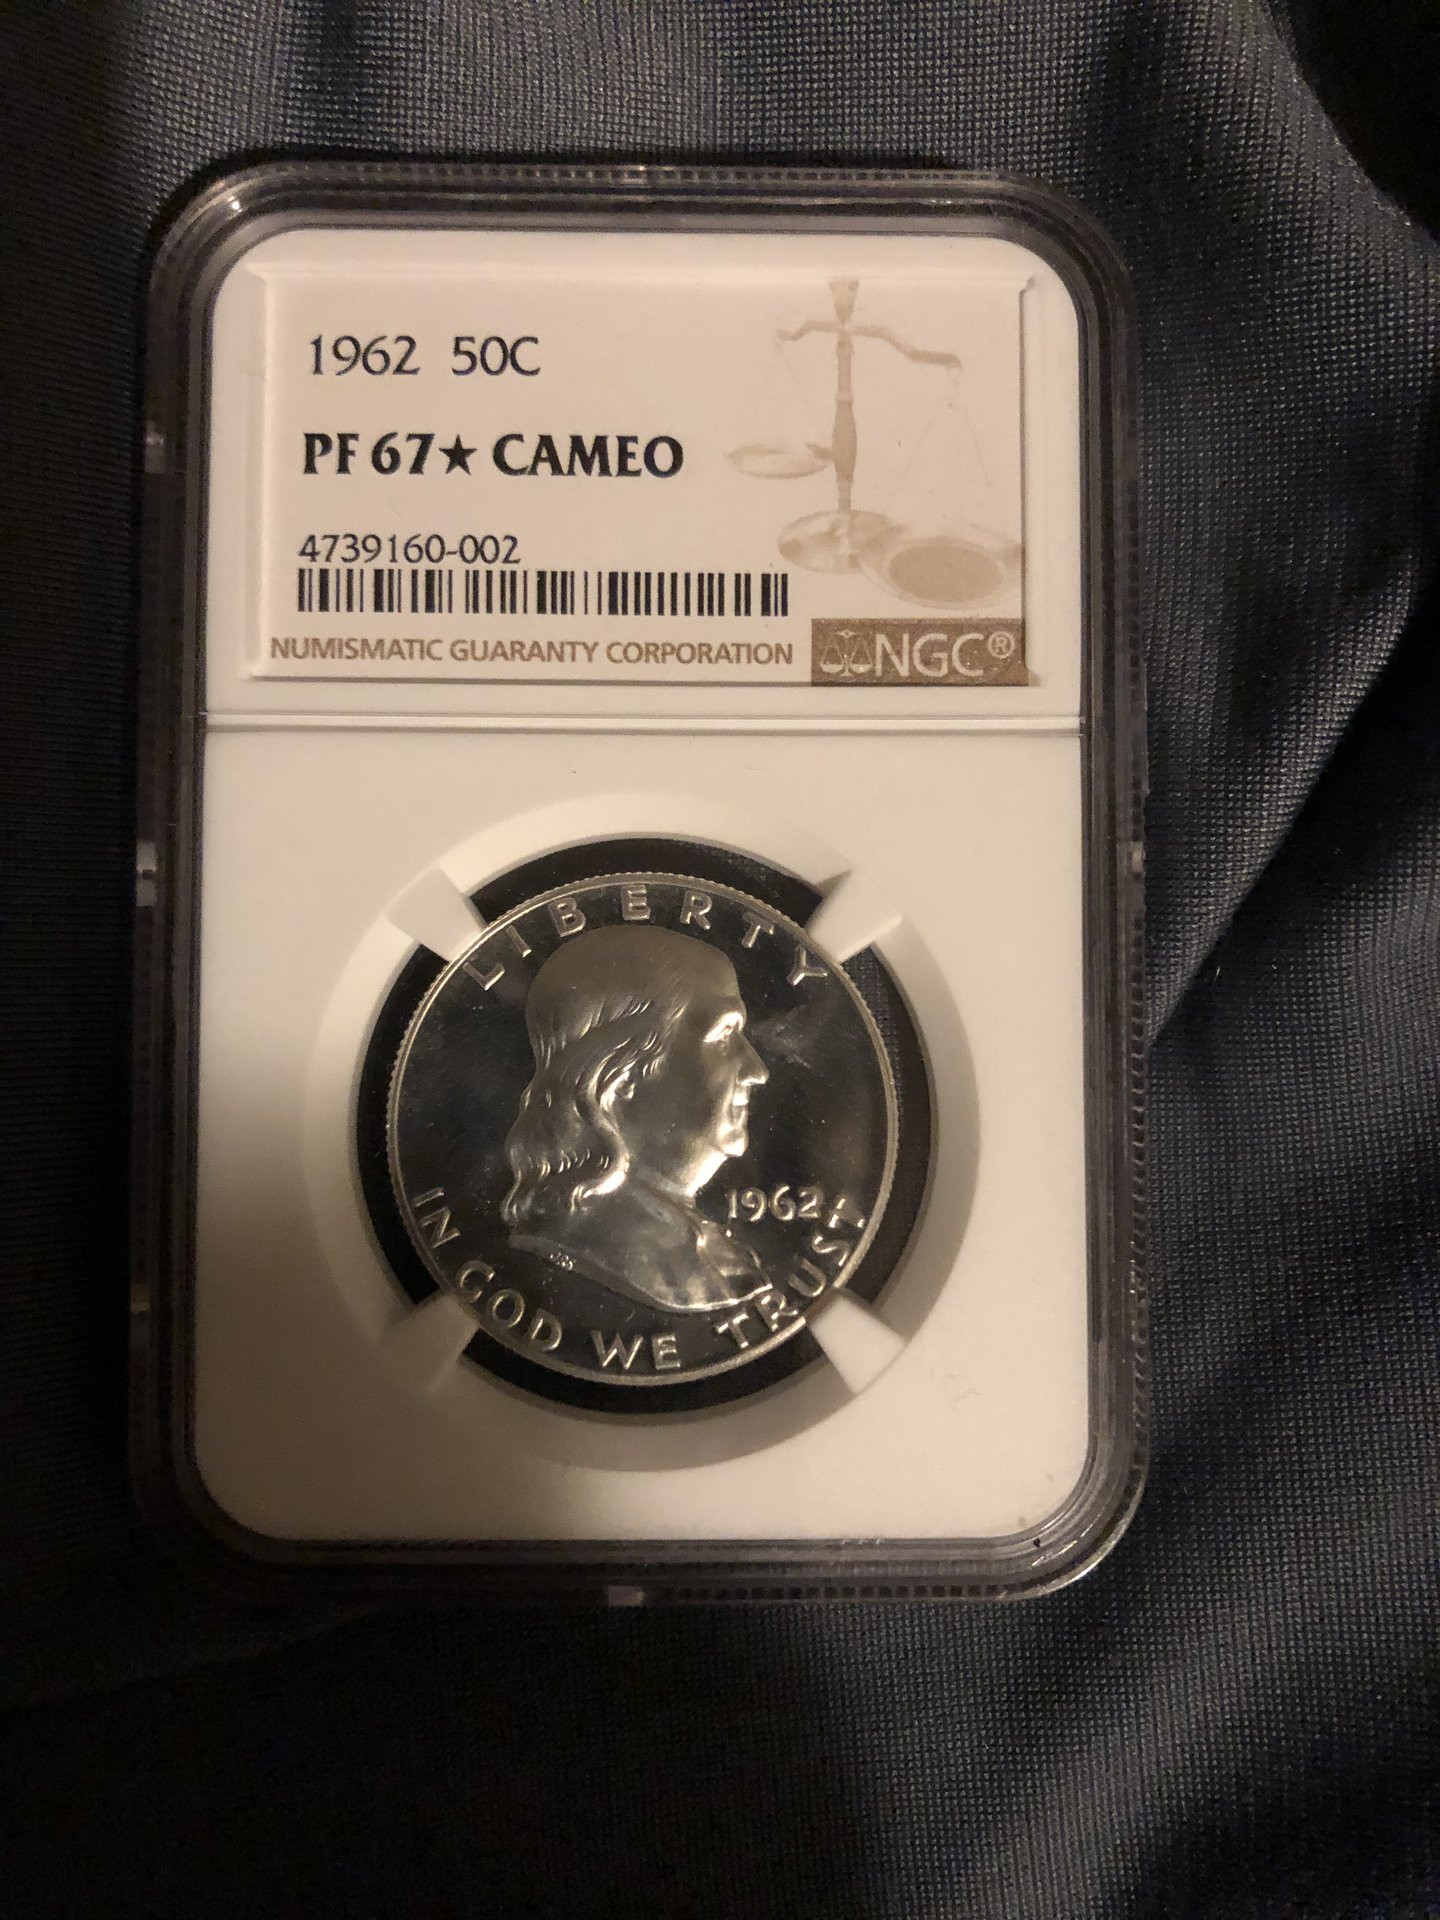 1962 50C
PF 67★ CAMEO
4739160-002
NUMISMATIC GUARANTY CORPORATION
NGC®
LIBERTY
1962
IN GOD WE TRUST